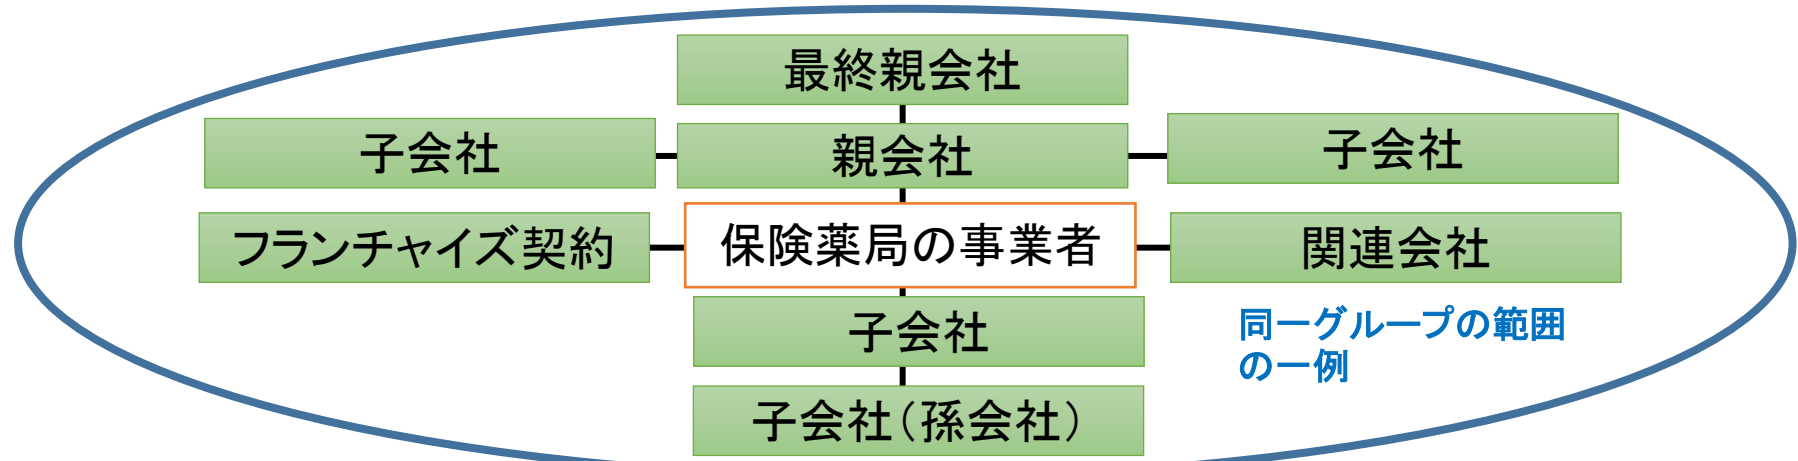 最終親会社
子会社
親会社
子会社
フランチャイズ契約
保険薬局の事業者
関連会社
子会社
同一グループの範囲
の一例
子会社（孫会社）